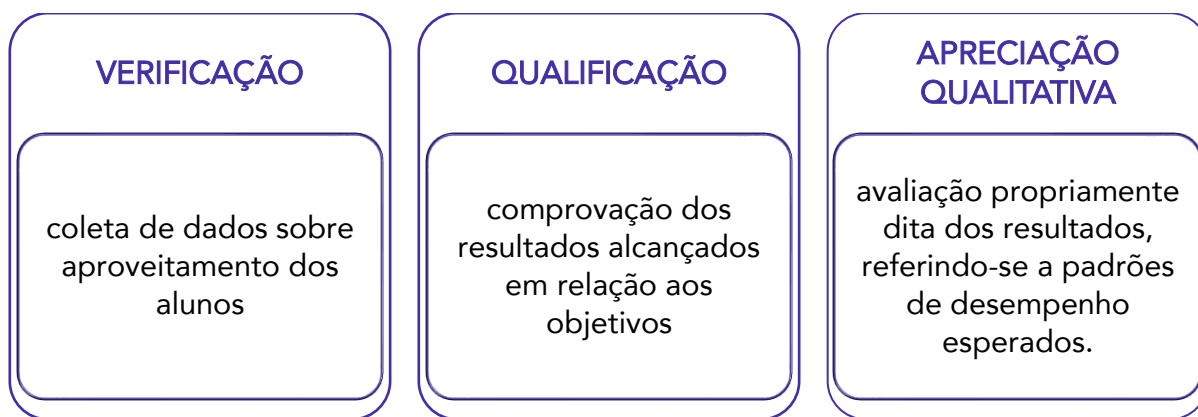 VERIFICAÇÃO
coleta de dados sobre
aproveitamento dos
alunos
QUALIFICAÇÃO
comprovação dos
resultados alcançados
em relação aos
objetivos
APRECIAÇÃO
QUALITATIVA
avaliação propriamente
dita dos resultados,
referindo-se a padrões
de desempenho
esperados.